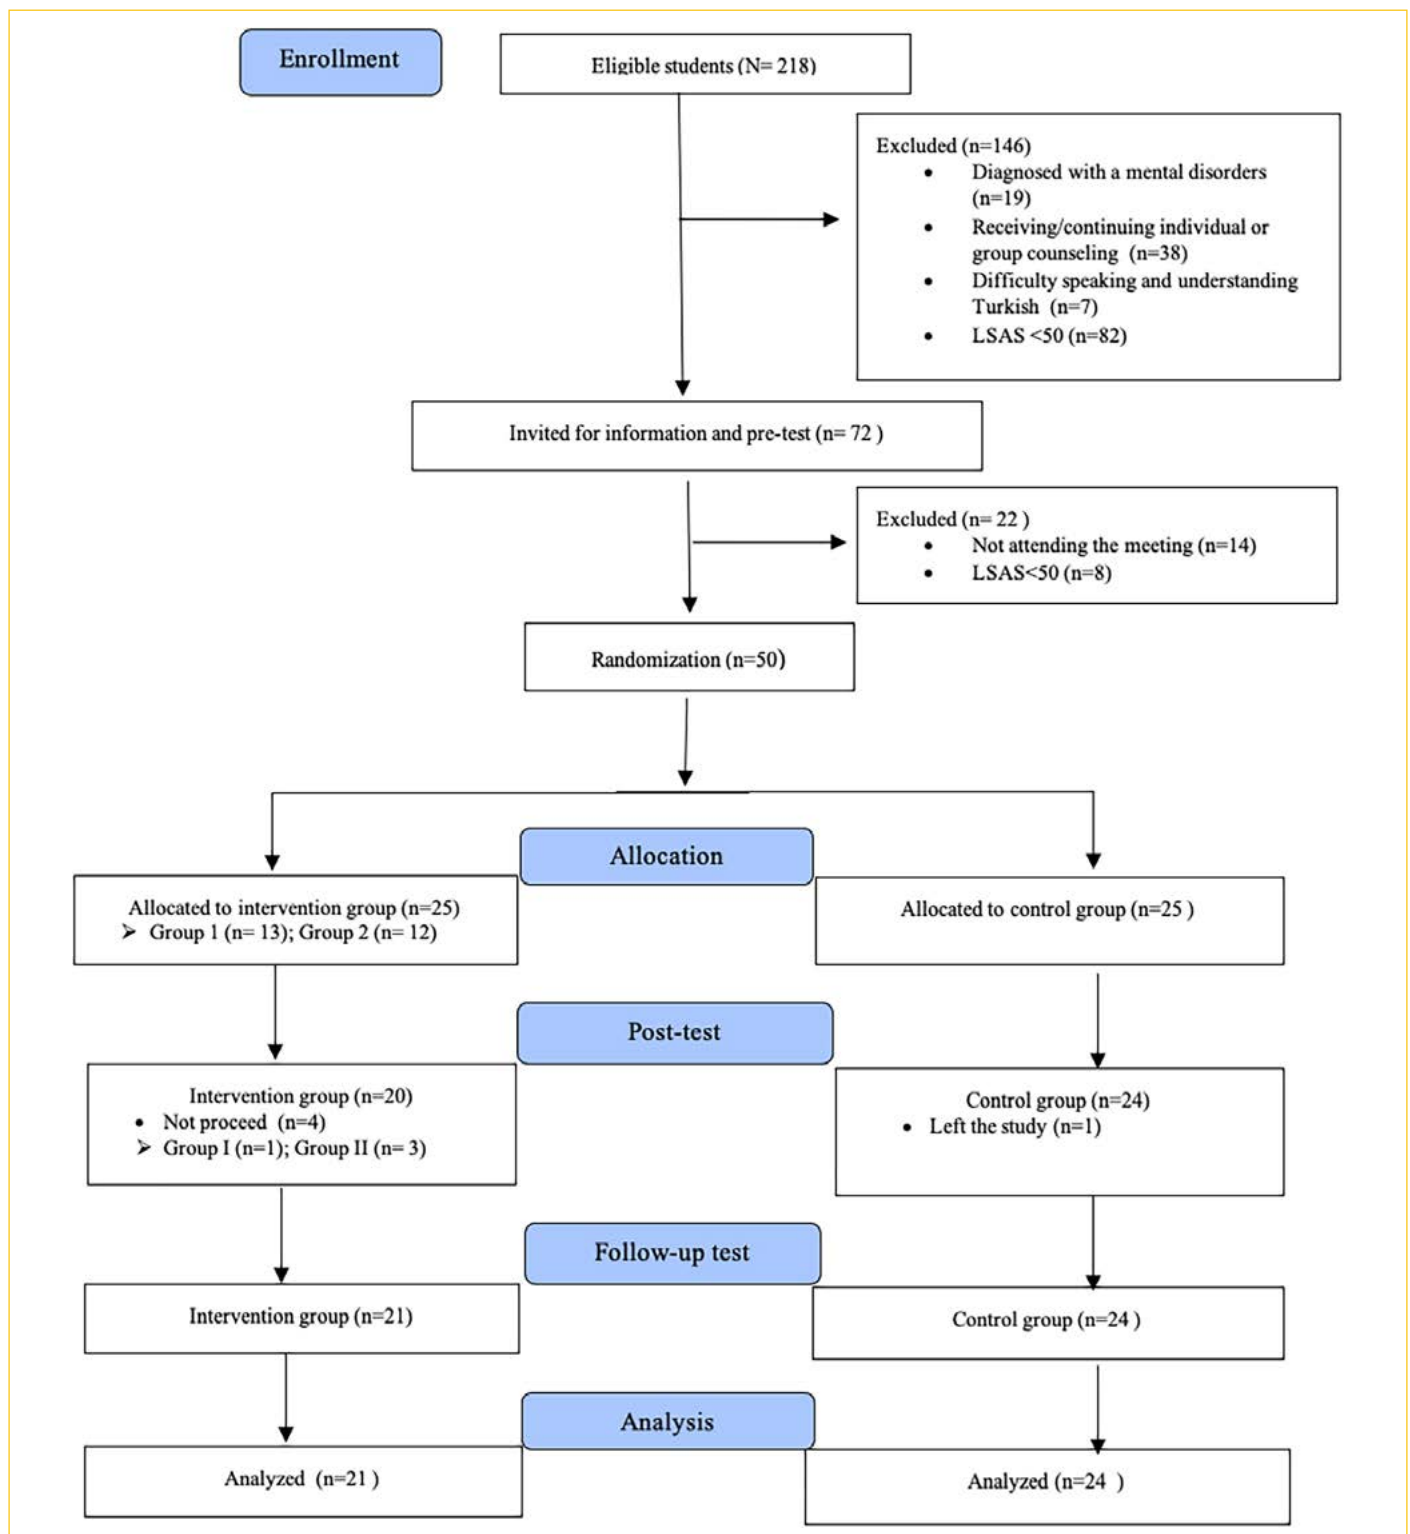 Enrollment
Eligible students (N= 218)
Excluded (n=146)
• Diagnosed with a mental disorders
(n=19)
• Receiving/continuing individual or
group counseling (n=38)
• Difficulty speaking and understanding
Turkish (n=7)
• LSAS <50 (n=82)
Invited for information and pre-test (n= 72 )
Excluded (n= 22 )
• Not attending the meeting (n=14)
• LSAS<50 (n=8)
Randomization (n=50)
Allocation
Allocated to intervention group (n=25)
➢ Group 1 (n= 13); Group 2 (n= 12)
Allocated to control group (n=25 )
Post-test
Intervention group (n=20)
• Not proceed (n=4)
➢ Group I (n=1); Group II (n= 3)
Control group (n=24)
• Left the study (n=1)
Follow-up test
Intervention group (n=21)
Control group (n=24 )
Analysis
Analyzed (n=21 )
Analyzed (n=24 )